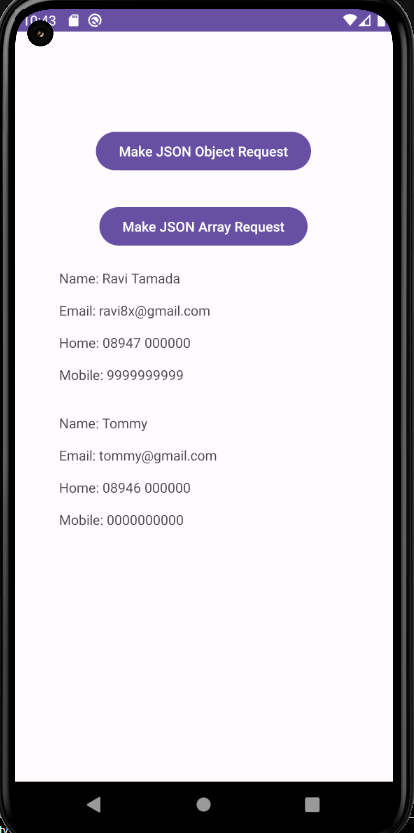 10:43
Make JSON Object Request
Make JSON Array Request
Name: Ravi Tamada
Email: ravi8x@gmail.com
Home: 08947 000000
Mobile: 9999999999
Name: Tommy
Email: tommy@gmail.com
Home: 08946 000000
Mobile: 0000000000